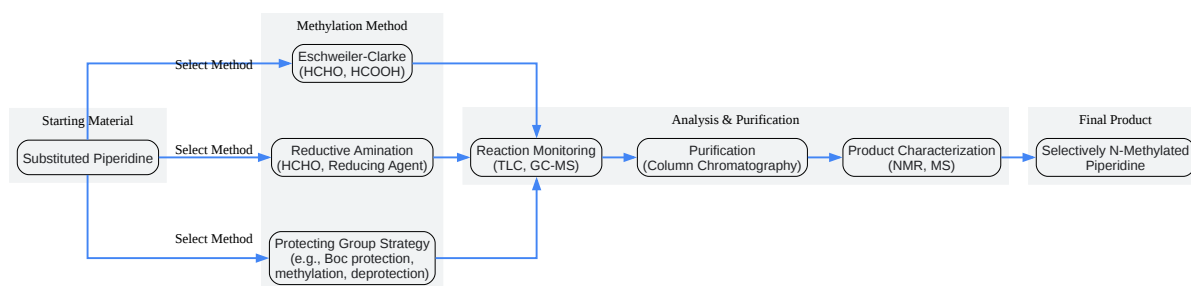 Methylation Method
Eschweiler-Clarke
(HCHO, HCOOH)
Select Method
Starting Material
Substituted Piperidine
Select Method
Reductive Amination
(HCHO, Reducing Agent)
Analysis & Purification
Reaction Monitoring
(TLC, GC-MS)
Purification
(Column Chromatography)
Product Characterization
(NMR, MS)
Final Product
Selectively N-Methylated
Piperidine
Select Method
Protecting Group Strategy
(e.g., Boc protection,
methylation, deprotection)